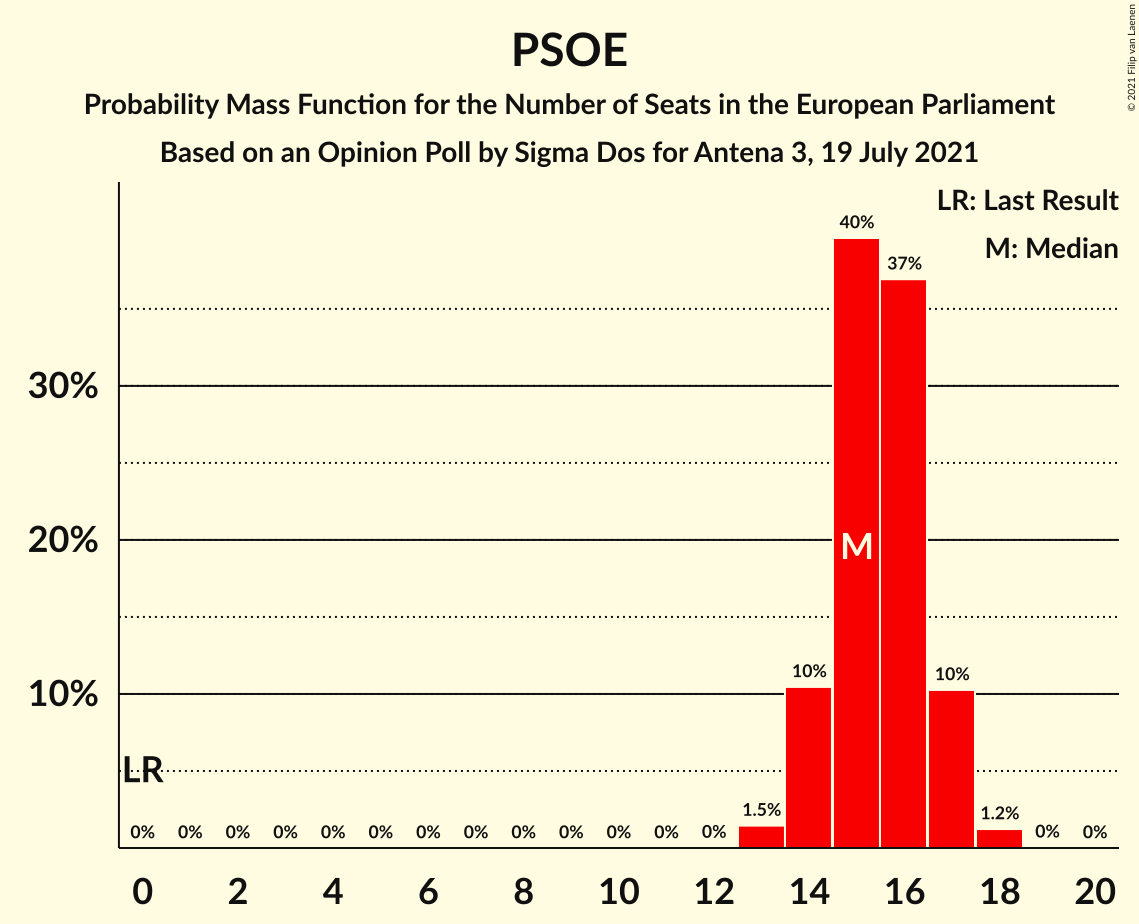 PSOE
Probability Mass Function for the Number of Seats in the European Parliament
Based on an Opinion Poll by Sigma Dos for Antena 3, 19 July 2021
© 2021 Filip van Laenen
LR: Last Result
M: Median
40%
37%
30%
20%
M
10%
10%
10%
LR
1.5%
1.2%
0% 0% 0% 0% 0% 0% 0% 0% 0% 0% 0% 0% 0% 0% 0%
0 2 4 6 8 10 12 14 16 18 20